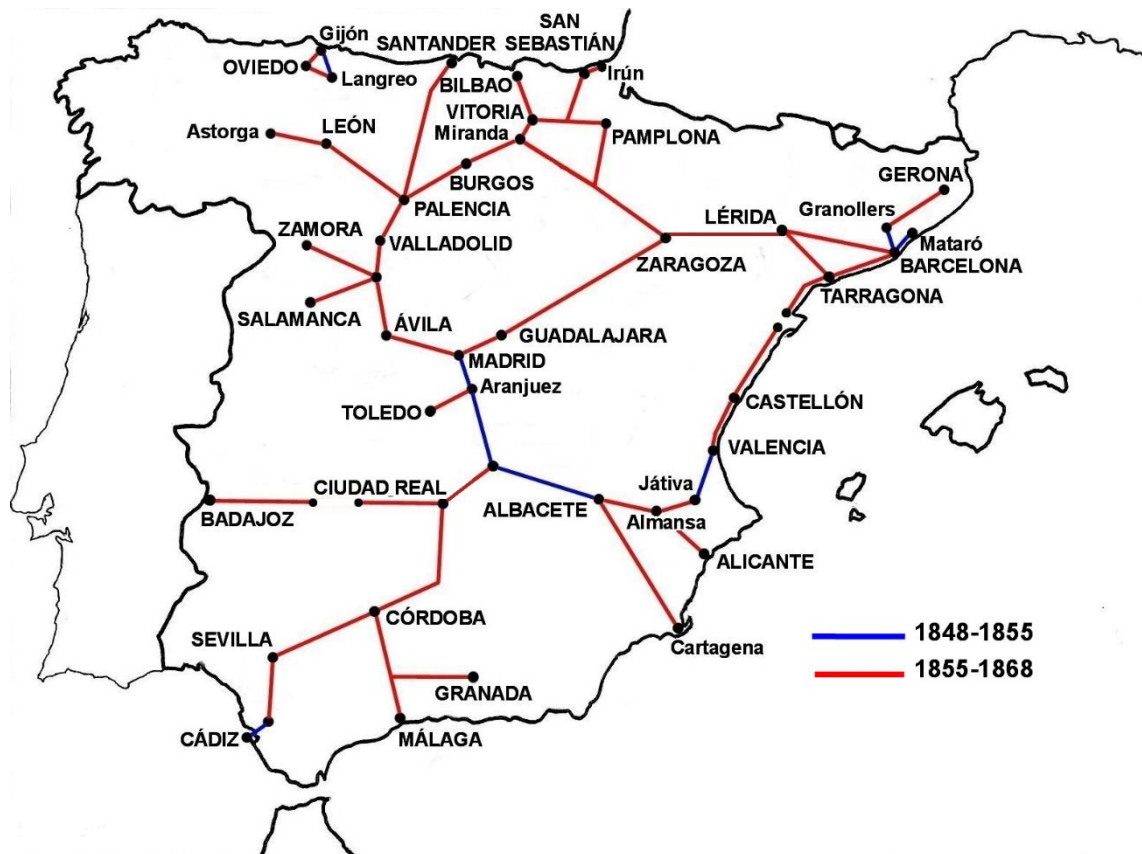 Gijón
SANTANDER
SAN
SEBASTIÁN
Irún
OVIEDO
Langreo
BILBAO
VITORIA
Astorga
LEÓN
Miranda
PAMPLONA
BURGOS
GERONA
PALENCIA
LÉRIDA
Granollers
ZAMORA
VALLADOLID
Mataró
ZARAGOZA
BARCELONA
TARRAGONA
SALAMANCA
ÁVILA
GUADALAJARA
MADRID
Aranjuez
TOLEDO
CASTELLÓN
VALENCIA
CIUDAD REAL
Játiva
BADAJOZ
ALBACETE
Almansa
ALICANTE
CÓRDOBA
SEVILLA
Cartagena
1848-1855
1855-1868
GRANADA
CÁDIZ
MÁLAGA